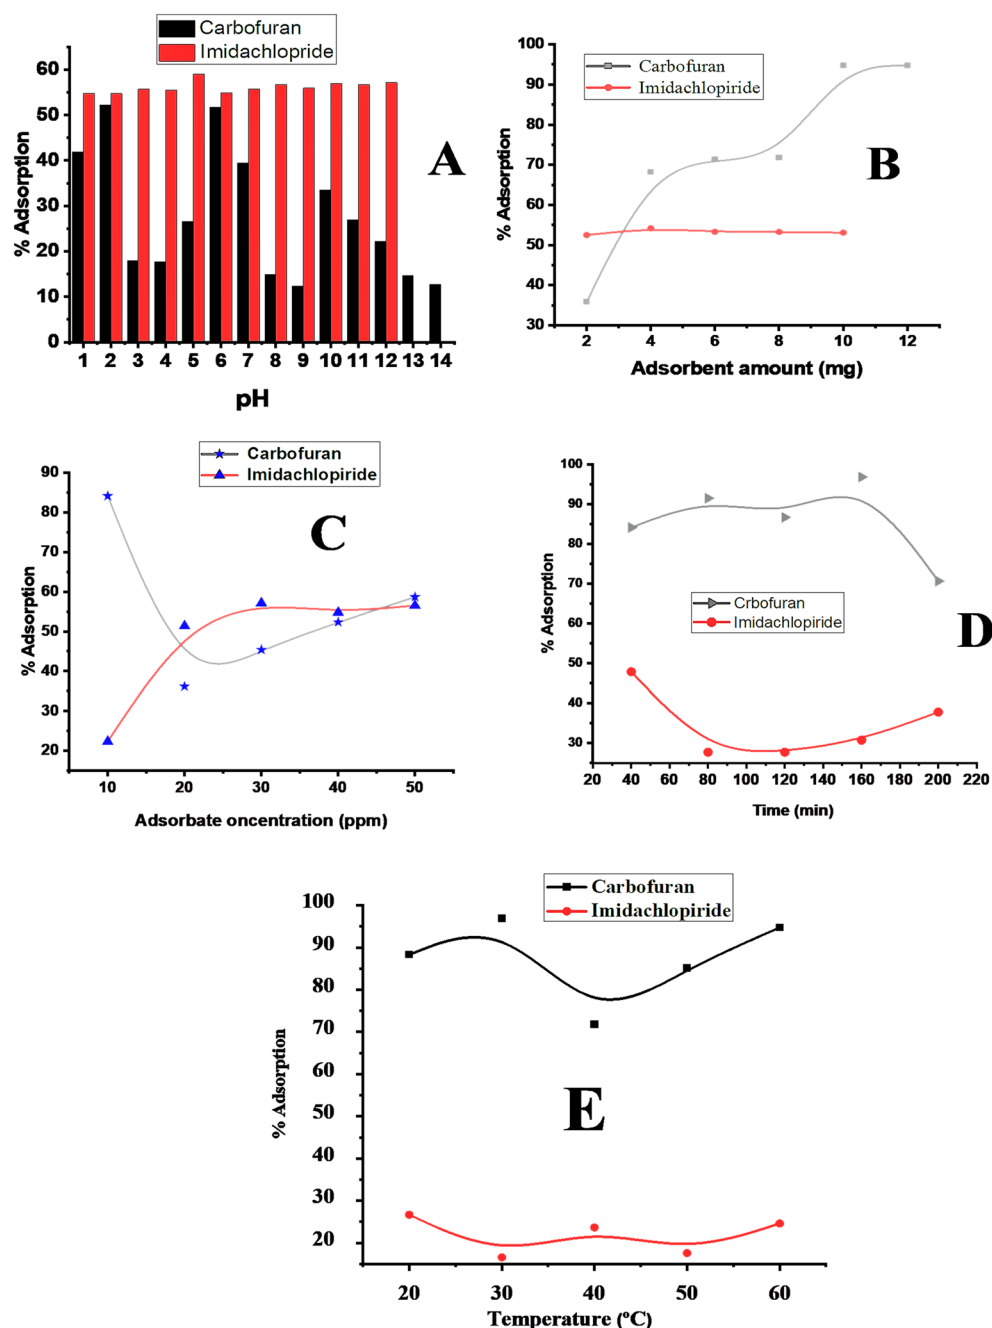 Carbofuran
Imidachlopride
60
50
40
30
20
10
0
% Adsorption
1 2 3 4 5 6 7 8 9 10 11 12 13 14
pH
A
100
90
80
70
60
50
40
30
% Adsorption
Carbofuran
Imidachlopiride
B
2 4 6 8 10 12
Adsorbent amount (mg)
Carbofuran
Imidachlopiride
90
80
70
60
50
40
30
20
% Adsorption
C
10 20 30 40 50
Adsorbate oncentration (ppm)
100
90
80
70
60
50
40
30
% Adsorption
Crbofuran
Imidachlopiride
D
20 40 60 80 100 120 140 160 180 200 220
Time (min)
Carbofuran
Imidachlopiride
100
90
80
70
60
50
40
30
20
% Adsorption
E
20 30 40 50 60
Temperature (ºC)